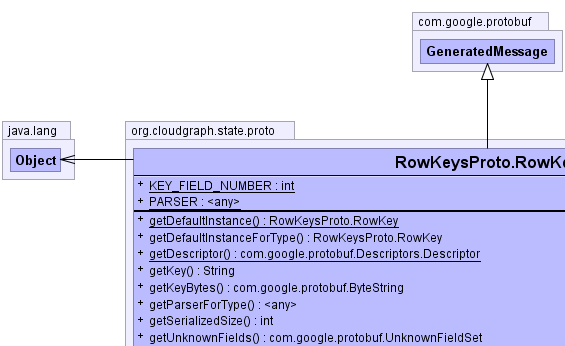 com.google.protobuf
GeneratedMessage
java.lang
Object
org.cloudgraph.state.proto
RowKeysProto.RowK
+ KEY_FIELD_NUMBER : int
+ PARSER : <any>
+ getDefaultInstance() : RowKeysProto.RowKey
+ getDefaultInstanceForType() : RowKeysProto.RowKey
+ getDescriptor() : com.google.protobuf.Descriptors.Descriptor
+ getKey() : String
+ getKeyBytes() : com.google.protobuf.ByteString
+ getParserForType() : <any>
+ getSerializedSize() : int
+ getUnknownFields() : com.google.protobuf.UnknownFieldSet